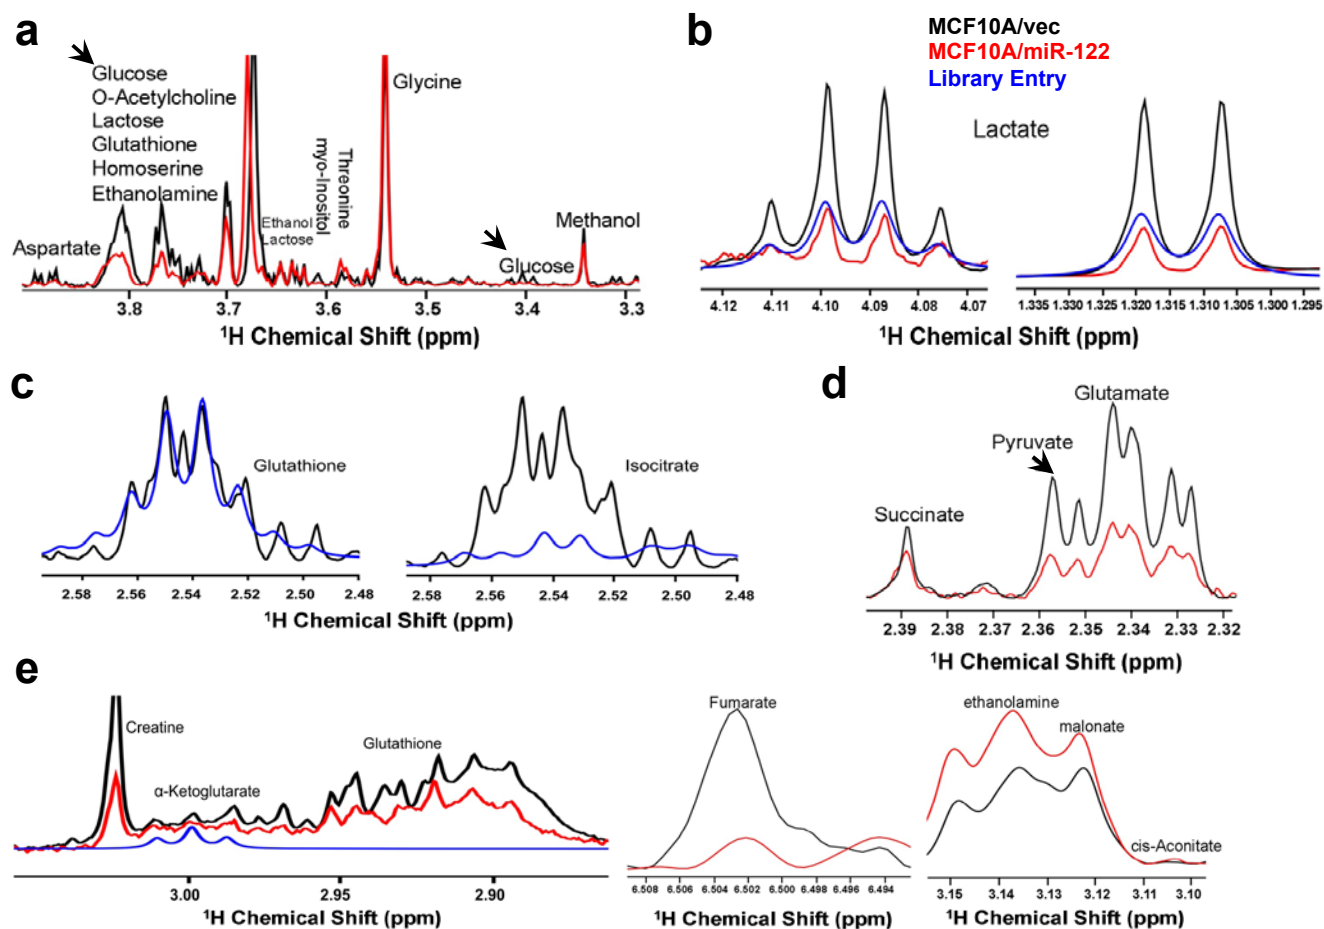 a
Glucose
O-Acetylcholine
Lactose
Glutathione
Homoserine
Ethanolamine
Aspartate
Ethanol
Lactose
myo-Inositol
Threonine
Glycine
Glucose
Methanol
3.8 3.7 3.6 3.5 3.4 3.3
¹H Chemical Shift (ppm)
b
MCF10A/vec
MCF10A/miR-122
Library Entry
Lactate
4.12 4.11 4.10 4.09 4.08 4.07
1.335 1.330 1.325 1.320 1.315 1.310 1.305 1.300 1.295
¹H Chemical Shift (ppm)
c
Glutathione
2.58 2.56 2.54 2.52 2.50 2.48
Isocitrate
2.58 2.56 2.54 2.52 2.50 2.48
¹H Chemical Shift (ppm)
d
Glutamate
Pyruvate
Succinate
2.39 2.38 2.37 2.36 2.35 2.34 2.33 2.32
¹H Chemical Shift (ppm)
e
Creatine
α-Ketoglutarate
Glutathione
3.00 2.95 2.90
¹H Chemical Shift (ppm)
Fumarate
6.508 6.506 6.504 6.502 6.500 6.498 6.496 6.494
¹H Chemical Shift (ppm)
ethanolamine
malonate
cis-Aconitate
3.15 3.14 3.13 3.12 3.11 3.10
¹H Chemical Shift (ppm)